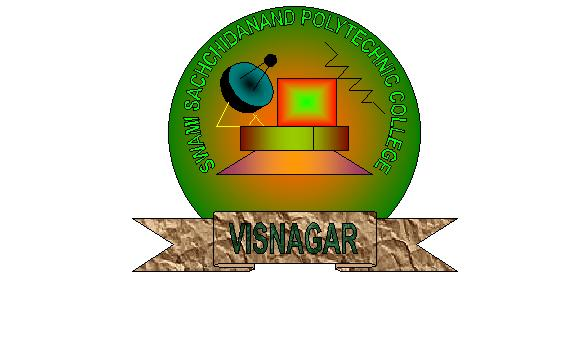 SWAMI SACHCHIDANAND POLYTECHNIC COLLEGE
VISNAGAR